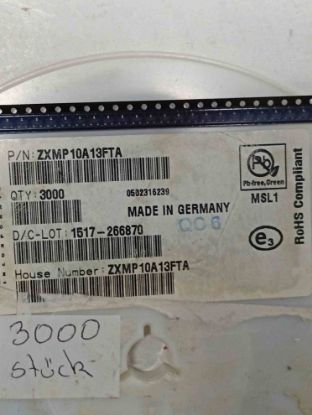 P/N: ZXMP10A13FTA
QTY: 3000
0502316239
Pb-free, Green
MSL1
MADE IN GERMANY
QC 6
D/C-LOT: 1517-266870
e3
RoHS Compliant
House Number: ZXMP10A13FTA
3000
stück